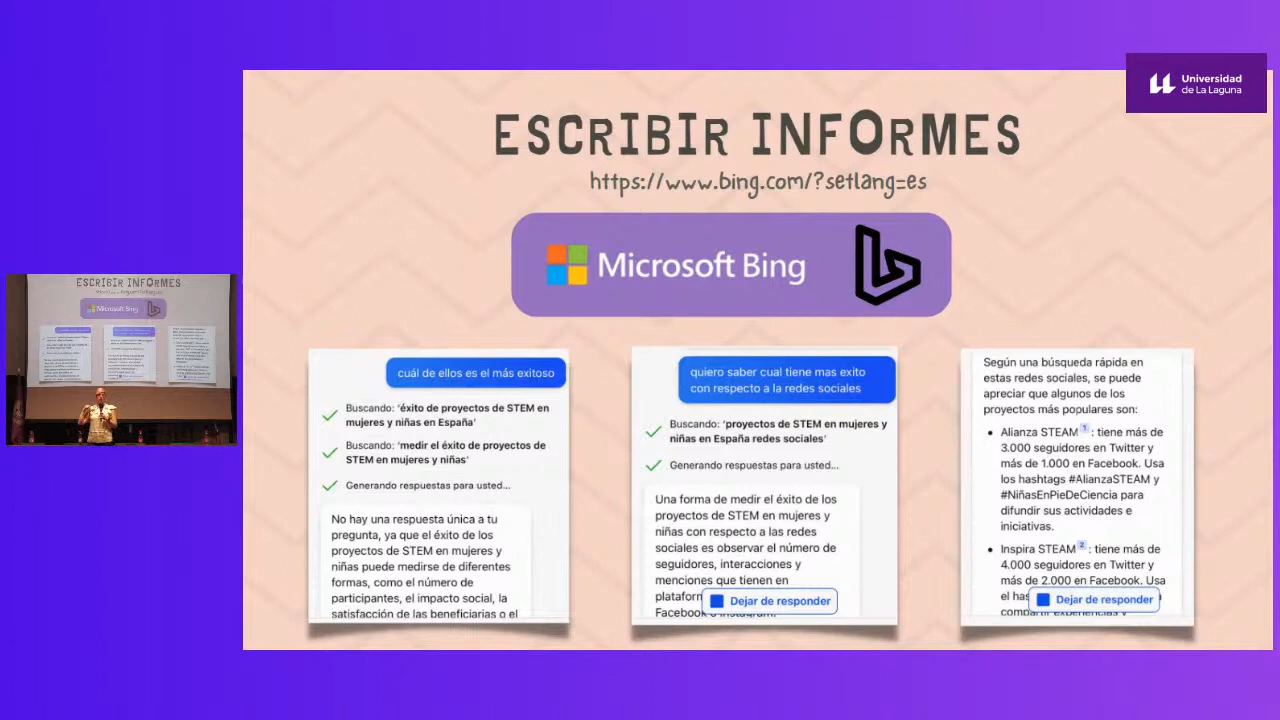 Universidad
de La Laguna
ESCRIBIR INFORMES
https://www.bing.com/?setlang=es
Microsoft Bing
cuál de ellos es el más exitoso
Buscando: 'éxito de proyectos de STEM en
mujeres y niñas en España'
Buscando: 'medir el éxito de proyectos de
STEM en mujeres y niñas'
Generando respuestas para usted...
No hay una respuesta única a tu
pregunta, ya que el éxito de los
proyectos de STEM en mujeres y
niñas puede medirse de diferentes
formas, como el número de
participantes, el impacto social, la
satisfacción de las beneficiarias o el
quiero saber cual tiene mas exito
con respecto a la redes sociales
Buscando: 'proyectos de STEM en mujeres y
niñas en España redes sociales'
Generando respuestas para usted...
Una forma de medir el éxito de los
proyectos de STEM en mujeres y
niñas con respecto a las redes
sociales es observar el número de
seguidores, interacciones y
menciones que tienen en
plataform
Facebook o Instagram.
Dejar de responder
Según una búsqueda rápida en
estas redes sociales, se puede
apreciar que algunos de los
proyectos más populares son:
• Alianza STEAM 1 : tiene más de
3.000 seguidores en Twitter y
más de 1.000 en Facebook. Usa
los hashtags #AlianzaSTEAM y
#NiñasEnPieDeCiencia para
difundir sus actividades e
iniciativas.
• Inspira STEAM 2 : tiene más de
4.000 seguidores en Twitter y
más de 2.000 en Facebook. Usa
el has
compartir experiencias y
Dejar de responder
ESCRIBIR INFORMES
Microsoft Bing